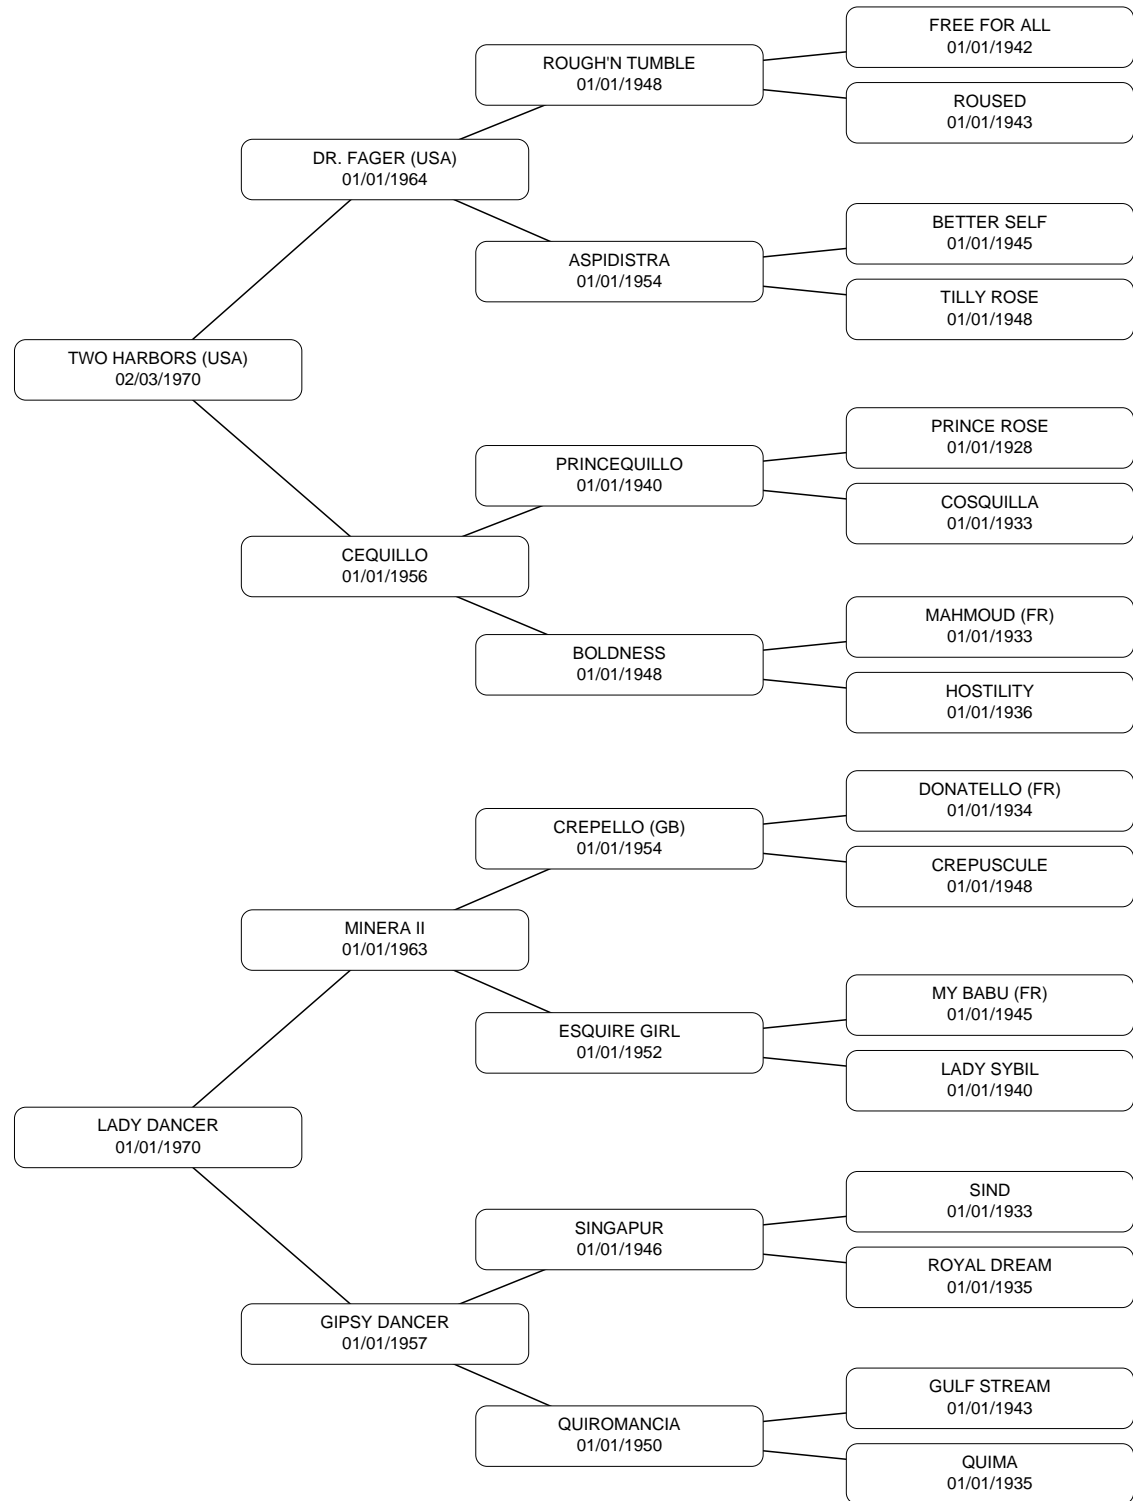 FREE FOR ALL
01/01/1942
ROUGH'N TUMBLE
01/01/1948
ROUSED
01/01/1943
DR. FAGER (USA)
01/01/1964
BETTER SELF
01/01/1945
ASPIDISTRA
01/01/1954
TILLY ROSE
01/01/1948
TWO HARBORS (USA)
02/03/1970
PRINCE ROSE
01/01/1928
PRINCEQUILLO
01/01/1940
COSQUILLA
01/01/1933
CEQUILLO
01/01/1956
MAHMOUD (FR)
01/01/1933
BOLDNESS
01/01/1948
HOSTILITY
01/01/1936
DONATELLO (FR)
01/01/1934
CREPELLO (GB)
01/01/1954
CREPUSCULE
01/01/1948
MINERA II
01/01/1963
MY BABU (FR)
01/01/1945
ESQUIRE GIRL
01/01/1952
LADY SYBIL
01/01/1940
LADY DANCER
01/01/1970
SIND
01/01/1933
SINGAPUR
01/01/1946
ROYAL DREAM
01/01/1935
GIPSY DANCER
01/01/1957
GULF STREAM
01/01/1943
QUIROMANCIA
01/01/1950
QUIMA
01/01/1935